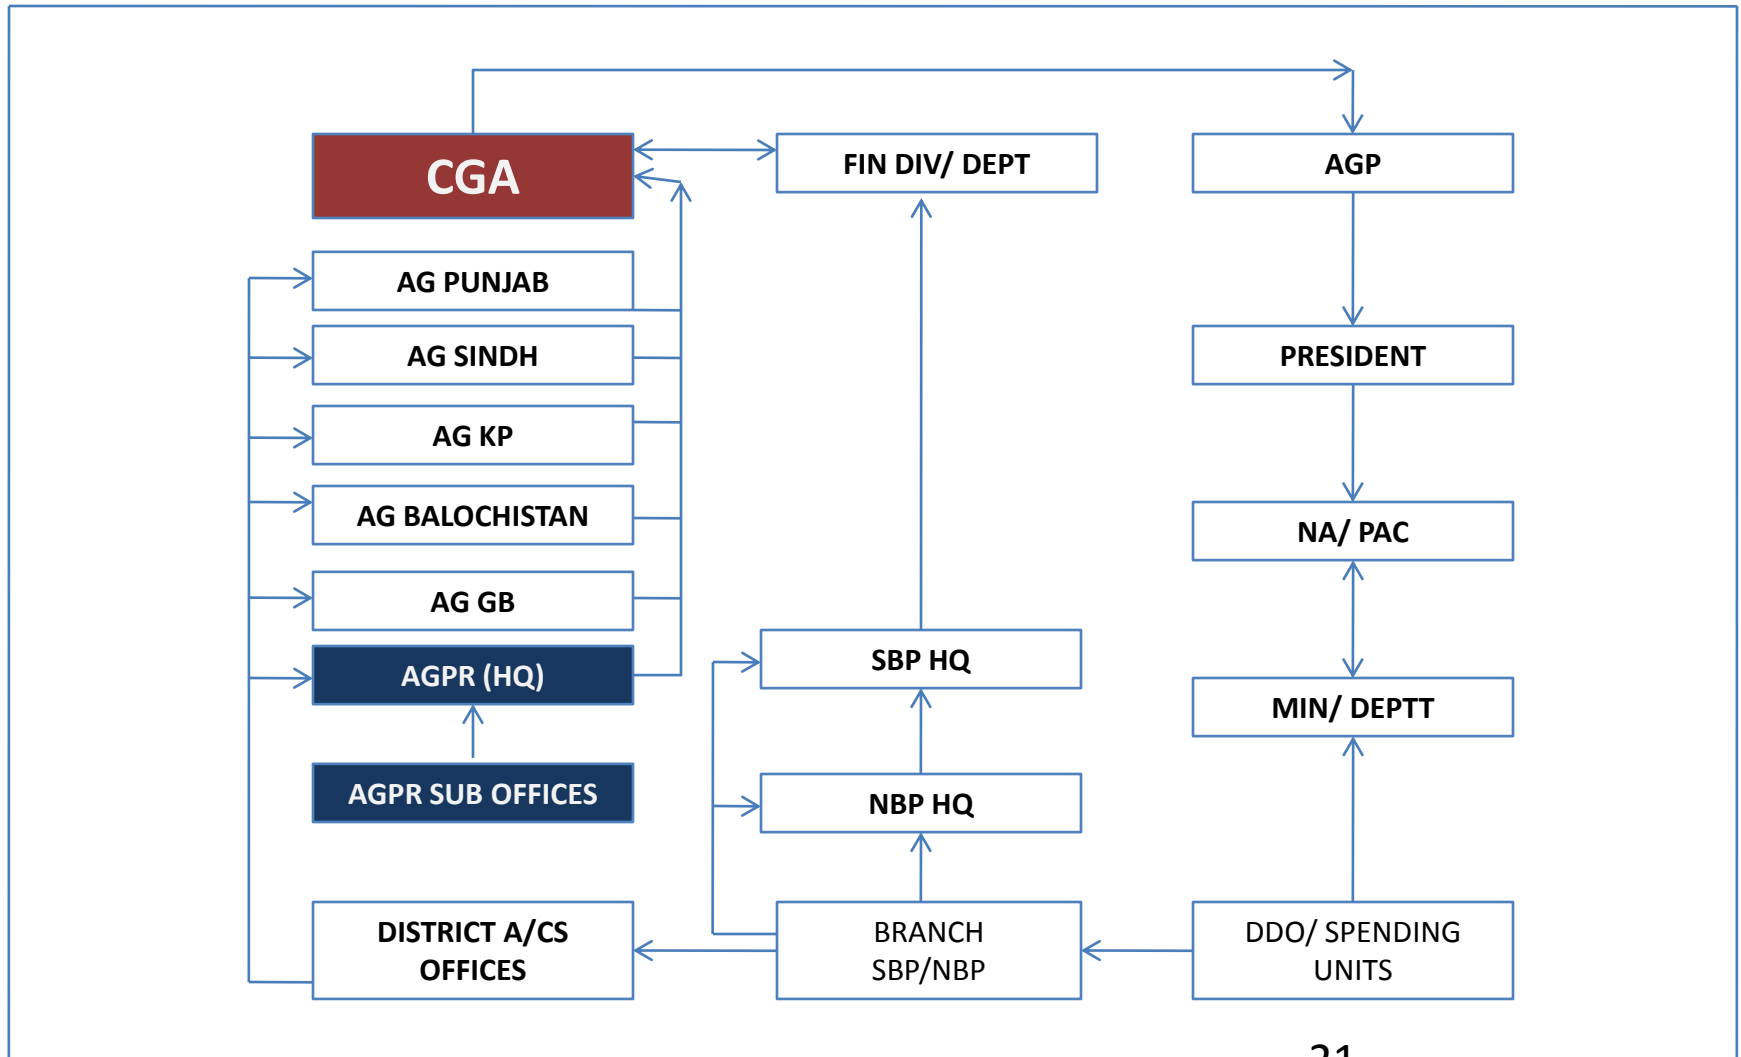 CGA
FIN DIV/ DEPT
AGP
AG PUNJAB
AG SINDH
PRESIDENT
AG KP
AG BALOCHISTAN
NA/ PAC
AG GB
AGPR (HQ)
SBP HQ
MIN/ DEPTT
AGPR SUB OFFICES
NBP HQ
DISTRICT A/CS
OFFICES
BRANCH
SBP/NBP
DDO/ SPENDING
UNITS
21